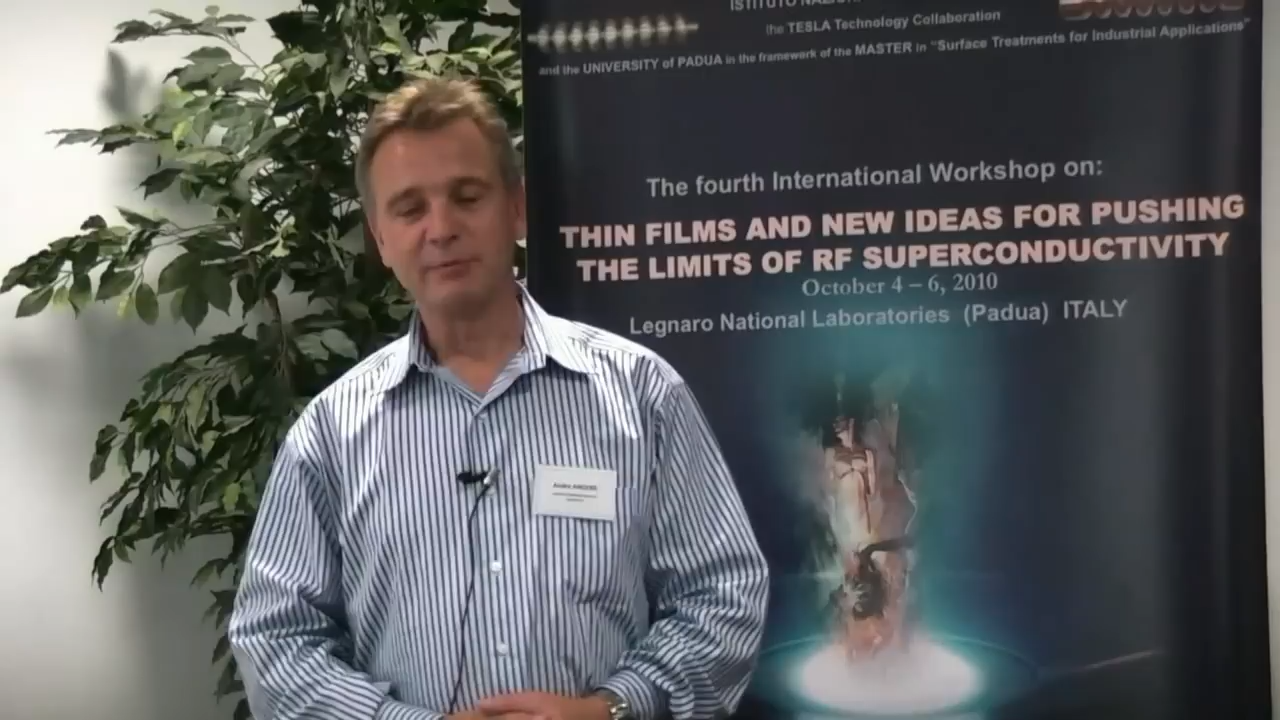 the TESLA Technology Collaboration
and the UNIVERSITY of PADUA in the framework of the MASTER in “Surface Treatments for Industrial Applications”
The fourth International Workshop on:
THIN FILMS AND NEW IDEAS FOR PUSHING
THE LIMITS OF RF SUPERCONDUCTIVITY
October 4 – 6, 2010
Legnaro National Laboratories (Padua) ITALY